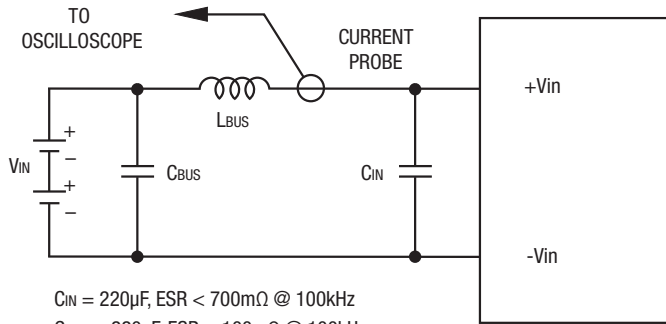 TO
OSCILLOSCOPE
CURRENT
PROBE
+Vin
LBUS
+
VIN
−
+
−
CBUS
CIN
-Vin
CIN = 220µF, ESR < 700mΩ @ 100kHz